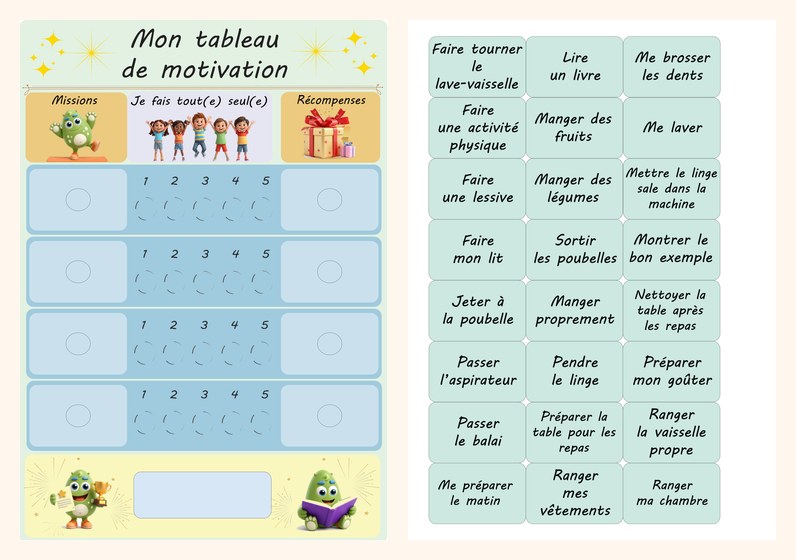 Mon tableau
de motivation
Missions
Je fais tout(e) seul(e)
Récompenses
1 2 3 4 5
1 2 3 4 5
1 2 3 4 5
1 2 3 4 5
Faire tourner
le
lave-vaisselle
Lire
un livre
Me brosser
les dents
Faire
une activité
physique
Manger des
fruits
Me laver
Faire
une lessive
Manger des
légumes
Mettre le linge
sale dans la
machine
Faire
mon lit
Sortir
les poubelles
Montrer le
bon exemple
Jeter à
la poubelle
Manger
proprement
Nettoyer la
table après
les repas
Passer
l'aspirateur
Pendre
le linge
Préparer
mon goûter
Passer
le balai
Préparer la
table pour les
repas
Ranger
la vaisselle
propre
Me préparer
le matin
Ranger
mes
vêtements
Ranger
ma chambre